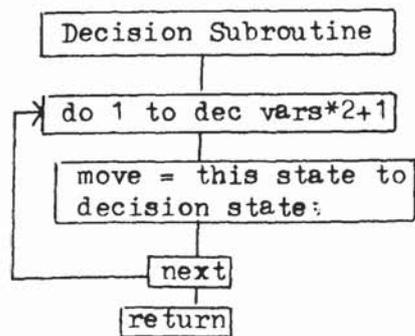 Decision Subroutine
do 1 to dec vars*2+1
move = this state to
decision state:
next
return